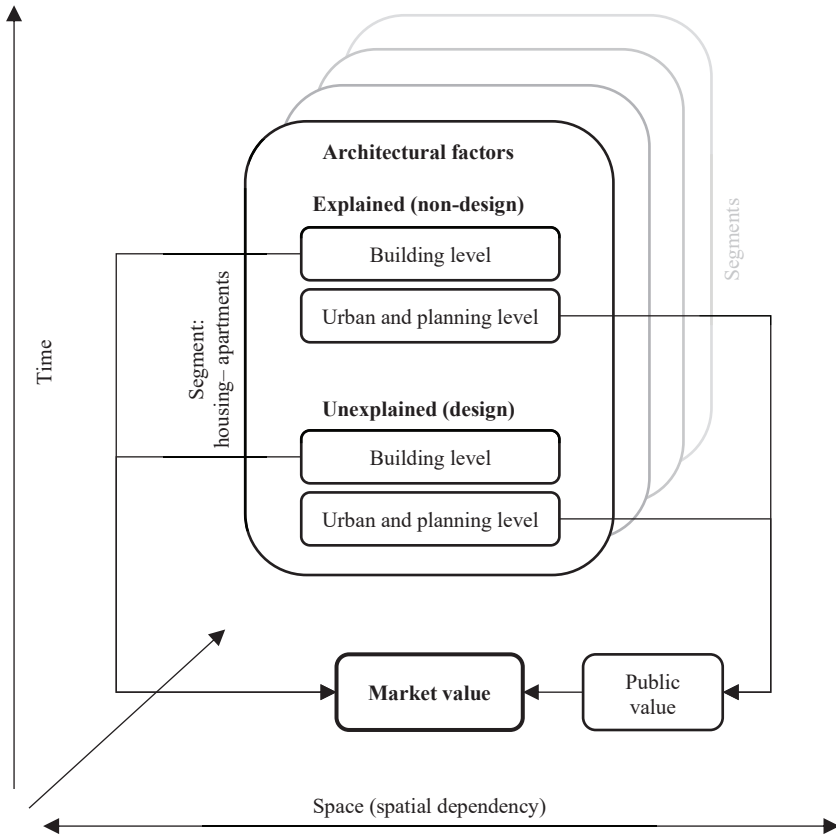 Architectural factors
Explained (non-design)
Building level
Urban and planning level
Unexplained (design)
Building level
Urban and planning level
Segments
Segment:
housing– apartments
Time
Market value
Public
value
Space (spatial dependency)